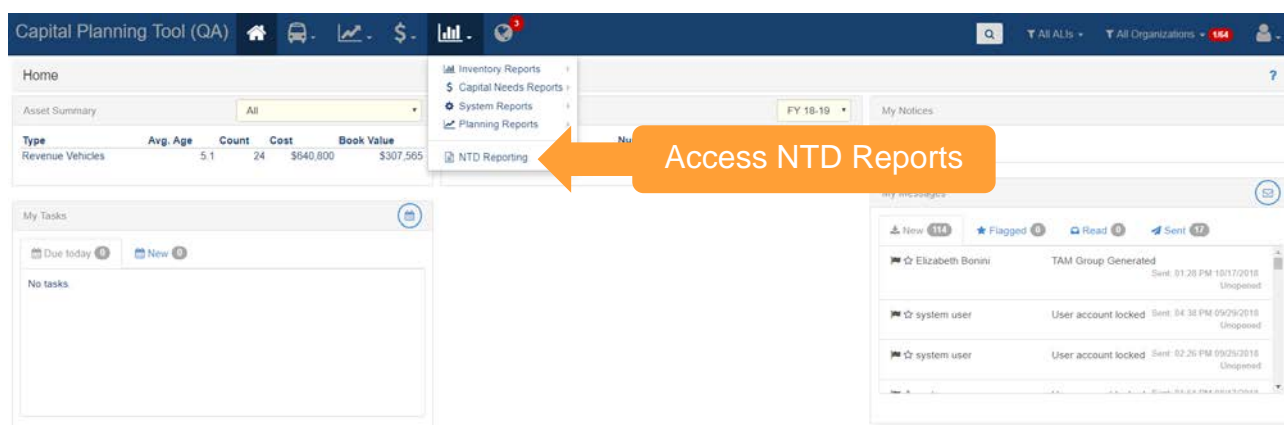 Capital Planning Tool (QA)
$
3
All ALIs
All Organizations
1/64
Home
?
Inventory Reports
$ Capital Needs Reports
System Reports
Planning Reports
NTD Reporting
Access NTD Reports
Asset Summary
All
FY 18-19
My Notices
Type Avg. Age Count Cost Book Value
Revenue Vehicles 5.1 24 $640,800 $307,565
My Messages
My Tasks
Due today 0 New 0
No tasks.
New 114 Flagged 0 Read 0 Sent 17
Elizabeth Bonini TAM Group Generated
Sent: 01:28 PM 10/17/2018
Unopened
system user User account locked Sent: 04:38 PM 09/29/2018
Unopened
system user User account locked Sent: 02:26 PM 09/25/2018
Unopened